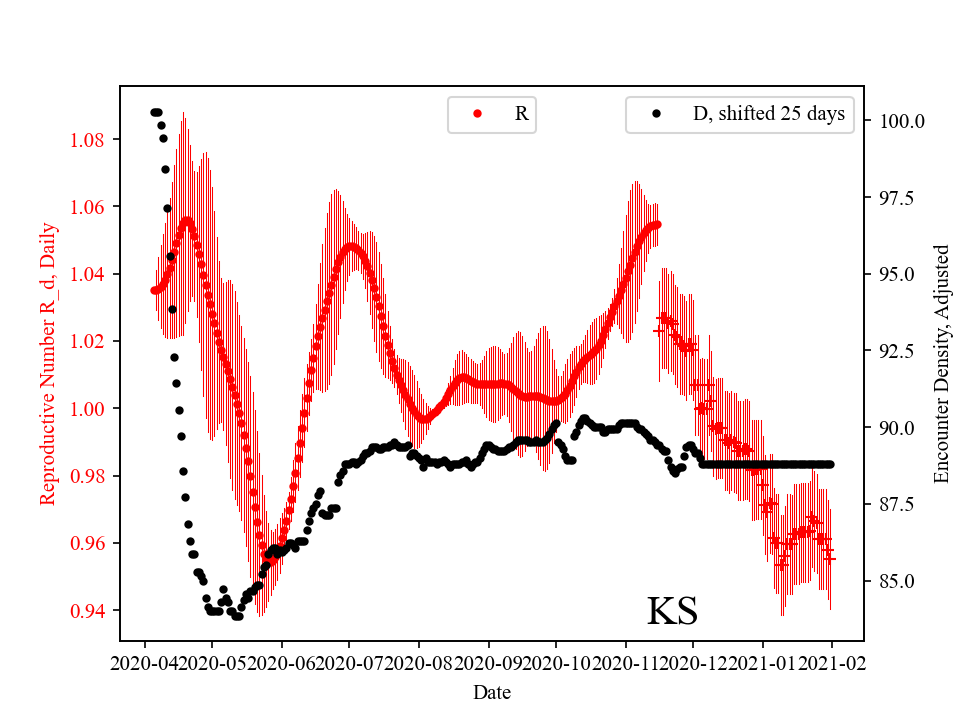 R
D, shifted 25 days
1.08
1.06
1.04
1.02
1.00
0.98
0.96
0.94
Reproductive Number R_d, Daily
100.0
97.5
95.0
92.5
90.0
87.5
85.0
Encounter Density, Adjusted
KS
2020-04 2020-05 2020-06 2020-07 2020-08 2020-09 2020-10 2020-11 2020-12 2021-01 2021-02
Date